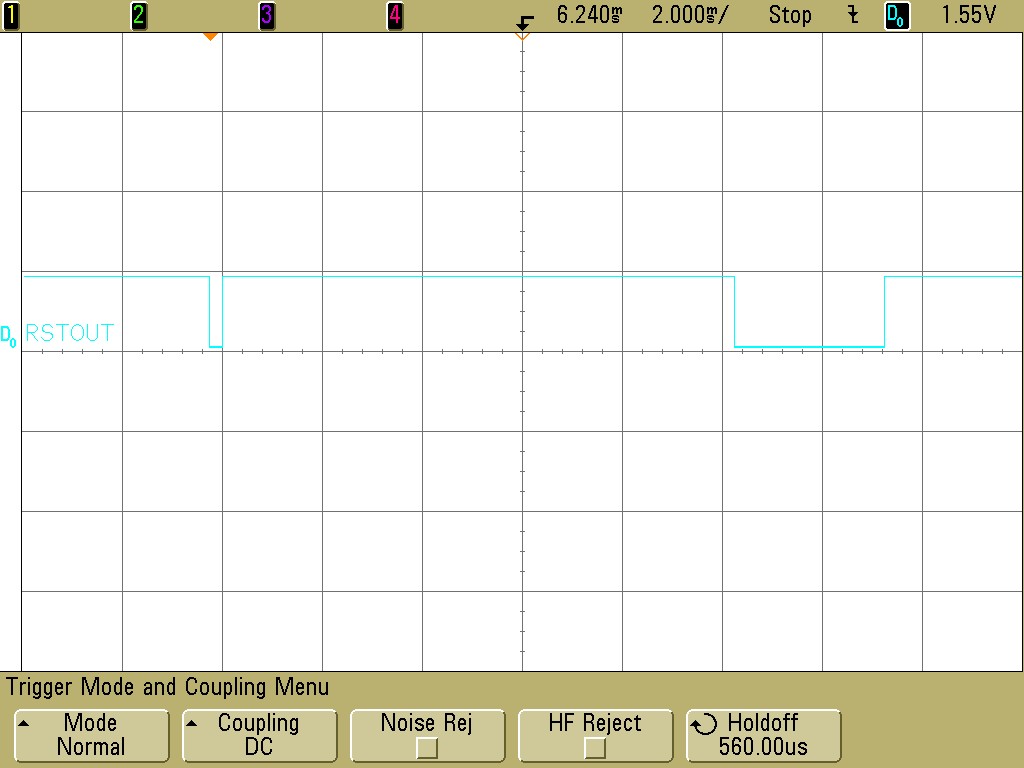 1 2 3 4 6.240ms 2.000ms/ Stop D0 1.55V
D0 RSTOUT
Trigger Mode and Coupling Menu
Mode Coupling Noise Rej HF Reject Holdoff
Normal DC 560.00us